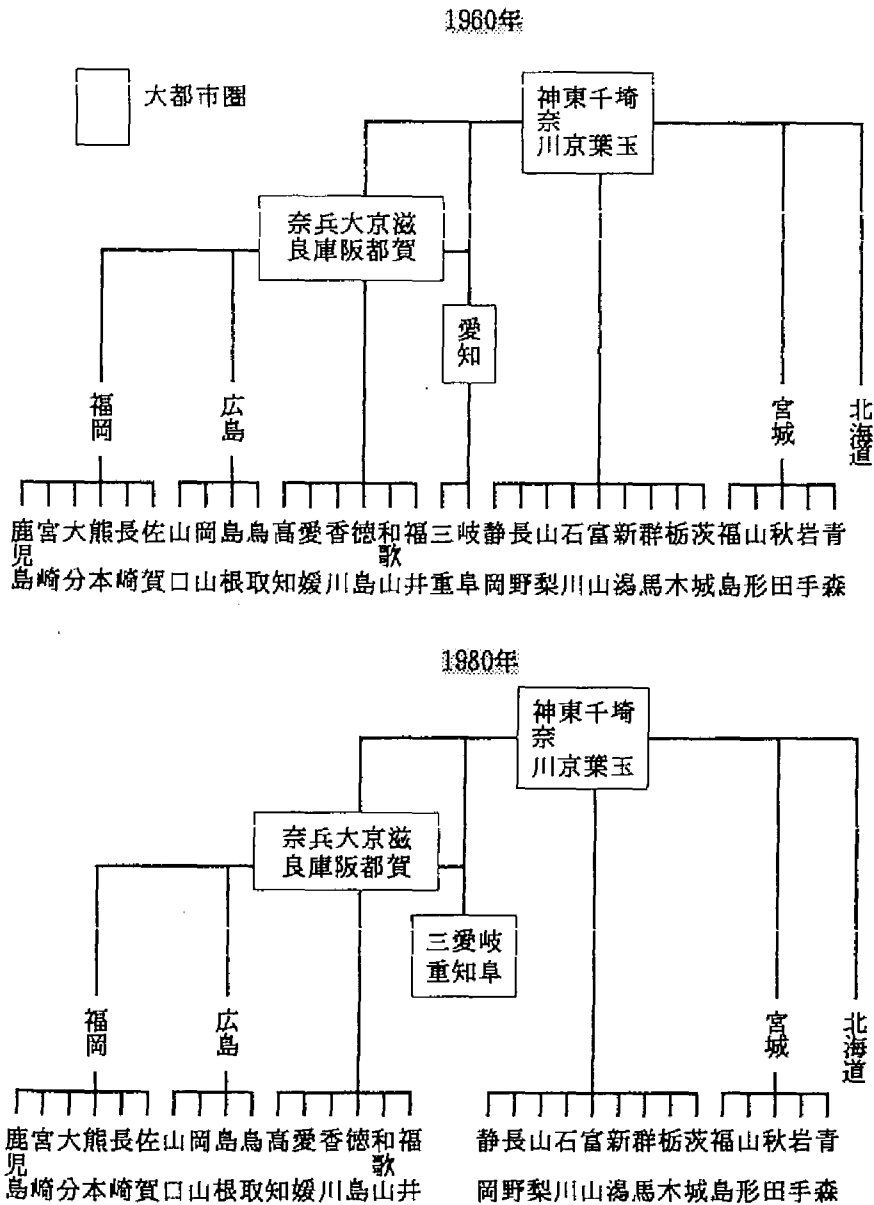 1960年
大都市圏
神奈川 東京 千葉 埼玉
奈良 兵庫 大阪 京都 滋賀
愛知
福岡
広島
宮城
北海道
鹿児島 宮崎 大分 熊本 長崎 佐賀 山口 岡山 島根 鳥取 高知 愛媛 香川 徳島 和歌山 福井 三重 岐阜 静岡 長野 山梨 石川 富山 新潟 群馬 栃木 茨城 福島 山形 秋田 岩手 青森
1980年
神奈川 東京 千葉 埼玉
奈良 兵庫 大阪 京都 滋賀
三重 愛知 岐阜
福岡
広島
宮城
北海道
鹿児島 宮崎 大分 熊本 長崎 佐賀 山口 岡山 島根 鳥取 高知 愛媛 香川 徳島 和歌山 福井 静岡 長野 山梨 石川 富山 新潟 群馬 栃木 茨城 福島 山形 秋田 岩手 青森